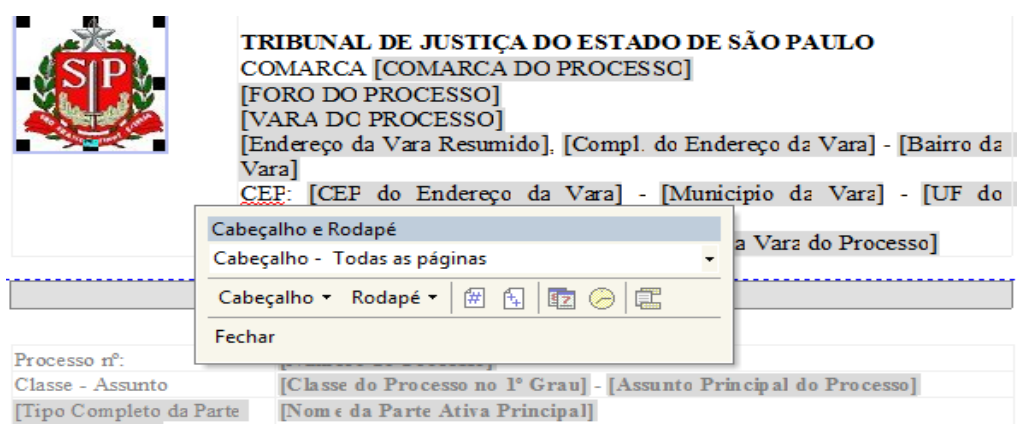 SP
TRIBUNAL DE JUSTIÇA DO ESTADO DE SÃO PAULO
COMARCA [COMARCA DO PROCESSO]
[FORO DO PROCESSO]
[VARA DO PROCESSO]
[Endereço da Vara Resumido], [Compl. do Endereço da Vara] - [Bairro da
Vara]
CEP: [CEP do Endereço da Vara] - [Municipio da Vara] - [UF do
a Vara do Processo]
Cabeçalho e Rodapé
Cabeçalho - Todas as páginas
Cabeçalho Rodapé
Fechar
Processo nº:
Classe - Assunto [Classe do Processo no 1º Grau] - [Assunto Principal do Processo]
[Tipo Completo da Parte [Nome da Parte Ativa Principal]